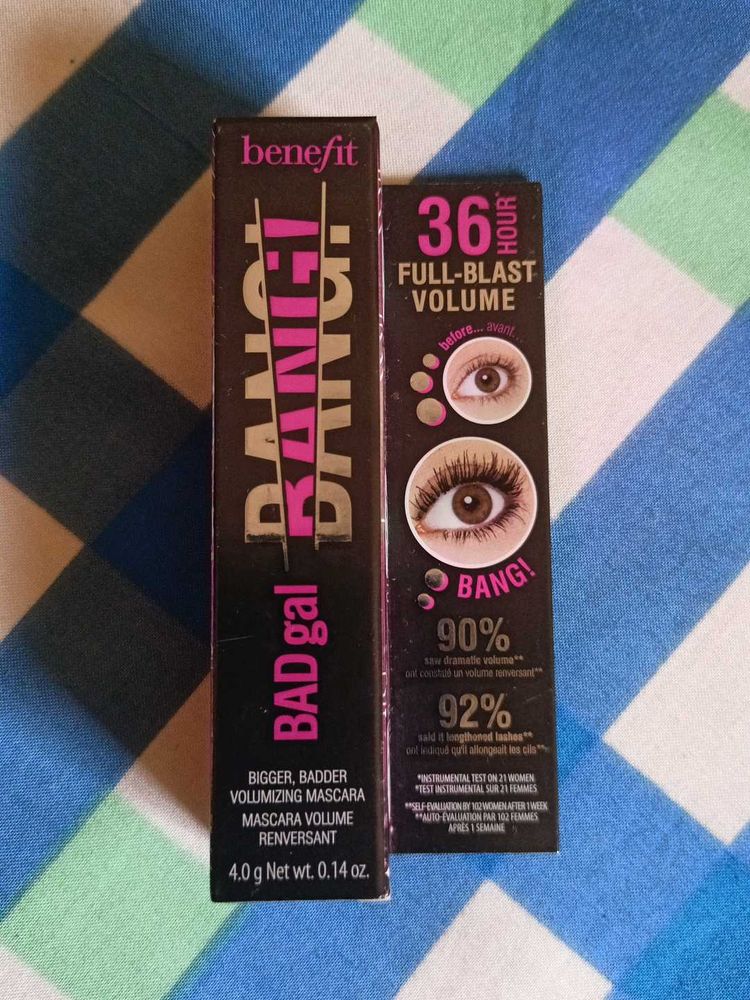 benefit
BADgal
BANG!
BIGGER, BADDER
VOLUMIZING MASCARA
MASCARA VOLUME
RENVERSANT
4.0 g Net wt. 0.14 oz.
36
HOUR*
FULL-BLAST
VOLUME
before... avant...
BANG!
90%
saw dramatic volume**
ont constaté un volume renversant**
92%
said it lengthened lashes**
ont indiqué qu'il allongeait les cils**
*INSTRUMENTAL TEST ON 21 WOMEN
*TEST INSTRUMENTAL SUR 21 FEMMES
**SELF-EVALUATION BY 102 WOMEN AFTER 1 WEEK
**AUTO-ÉVALUATION PAR 102 FEMMES
APRÈS 1 SEMAINE